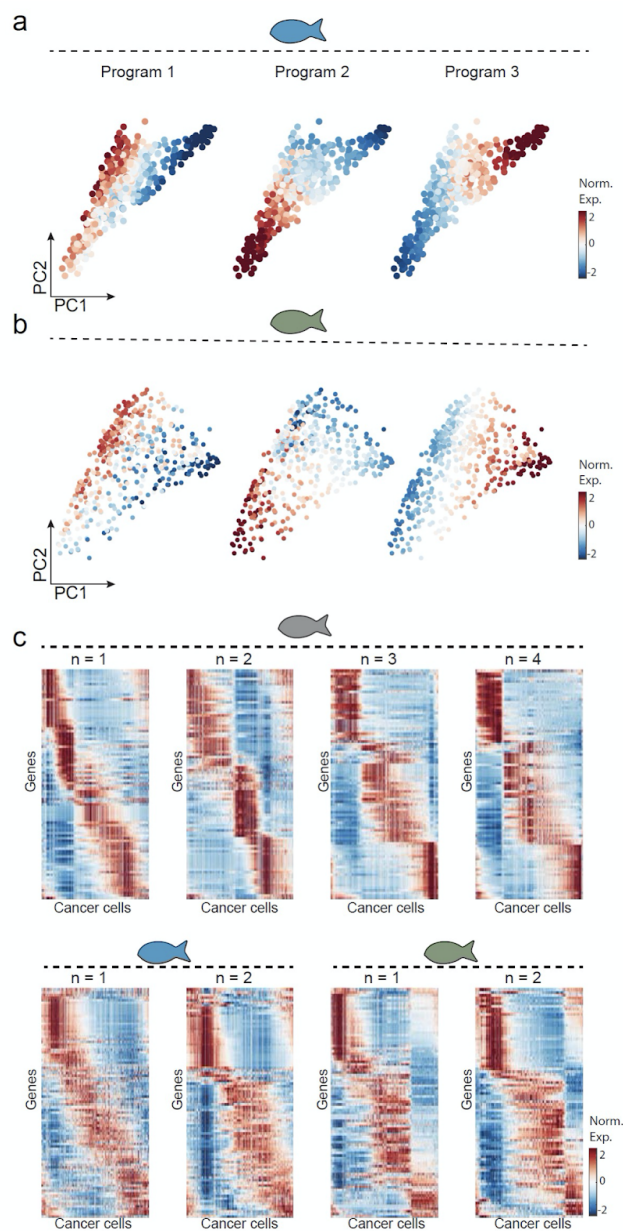 a
Program 1 Program 2 Program 3
Norm.
Exp.
2
0
-2
PC2
PC1
b
Norm.
Exp.
2
0
-2
PC2
PC1
c
n = 1 n = 2 n = 3 n = 4
Genes Genes Genes Genes
Cancer cells Cancer cells Cancer cells Cancer cells
n = 1 n = 2 n = 1 n = 2
Genes Genes Genes Genes
Norm.
Exp.
2
0
-2
Cancer cells Cancer cells Cancer cells Cancer cells